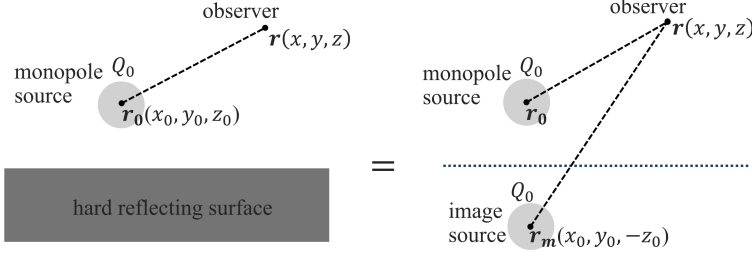 observer
r(x, y, z)
monopole Q₀
source
r₀(x₀, y₀, z₀)
hard reflecting surface
=
observer
r(x, y, z)
monopole Q₀
source
r₀
Q₀
image
source
rₘ(x₀, y₀, −z₀)